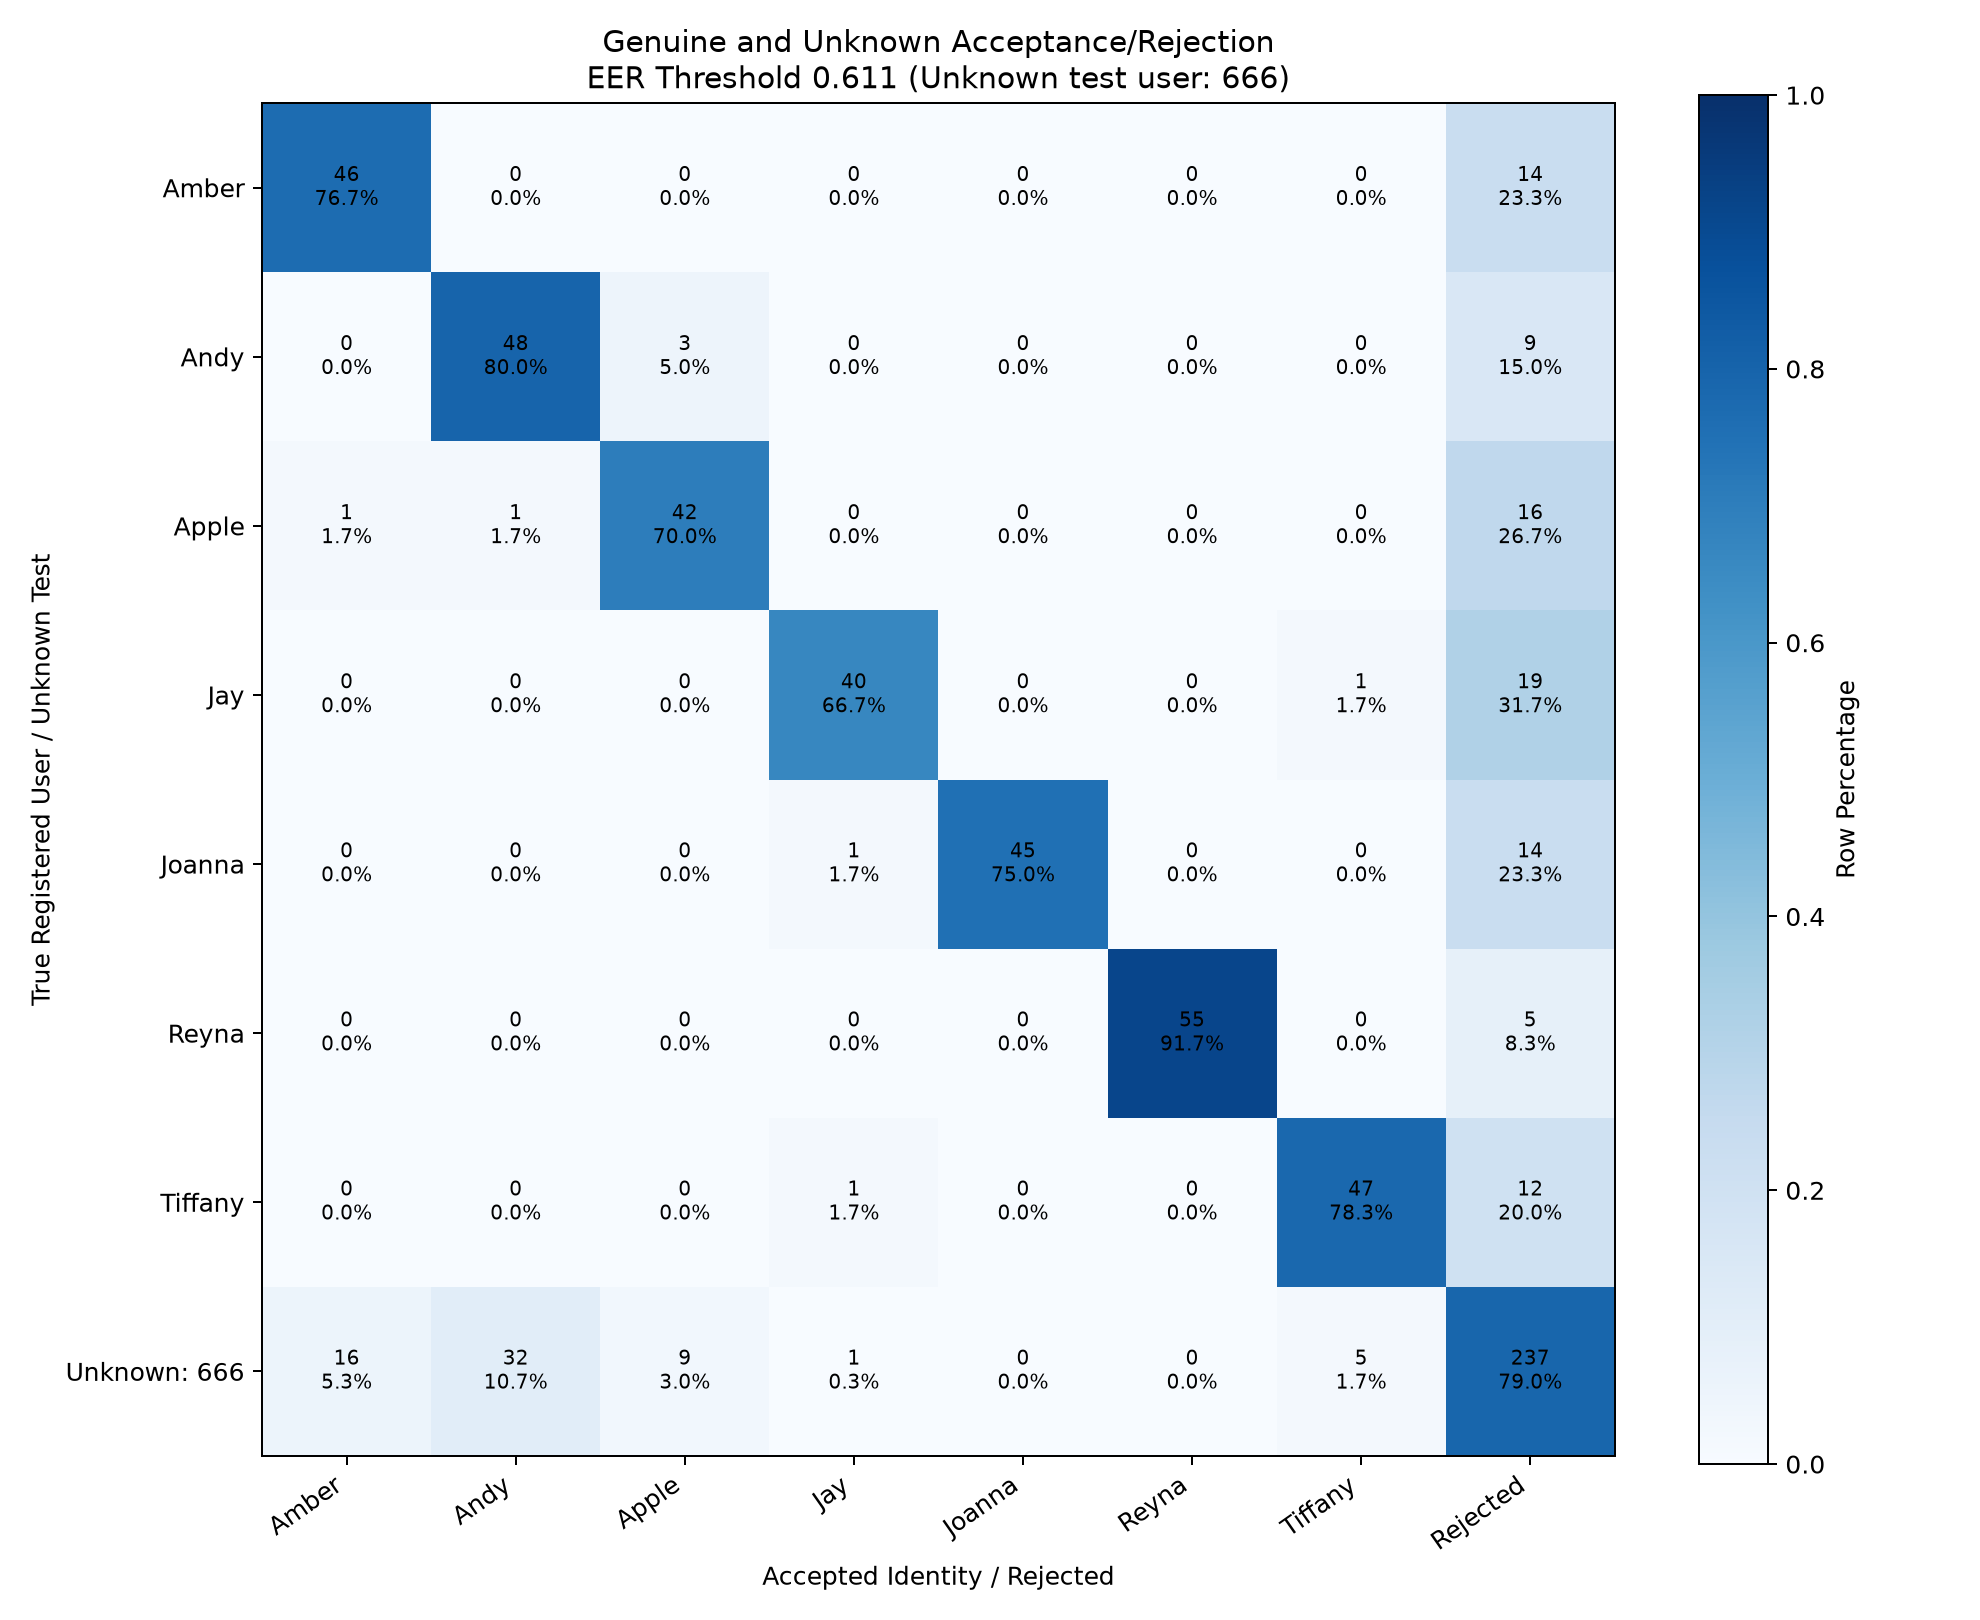 Genuine and Unknown Acceptance/Rejection
EER Threshold 0.611 (Unknown test user: 666)
True Registered User / Unknown Test
Amber
46 0 0 0 0 0 0 14
76.7% 0.0% 0.0% 0.0% 0.0% 0.0% 0.0% 23.3%
Andy
0 48 3 0 0 0 0 9
0.0% 80.0% 5.0% 0.0% 0.0% 0.0% 0.0% 15.0%
Apple
1 1 42 0 0 0 0 16
1.7% 1.7% 70.0% 0.0% 0.0% 0.0% 0.0% 26.7%
Jay
0 0 0 40 0 0 1 19
0.0% 0.0% 0.0% 66.7% 0.0% 0.0% 1.7% 31.7%
Joanna
0 0 0 1 45 0 0 14
0.0% 0.0% 0.0% 1.7% 75.0% 0.0% 0.0% 23.3%
Reyna
0 0 0 0 0 55 0 5
0.0% 0.0% 0.0% 0.0% 0.0% 91.7% 0.0% 8.3%
Tiffany
0 0 0 1 0 0 47 12
0.0% 0.0% 0.0% 1.7% 0.0% 0.0% 78.3% 20.0%
Unknown: 666
16 32 9 1 0 0 5 237
5.3% 10.7% 3.0% 0.3% 0.0% 0.0% 1.7% 79.0%
Amber Andy Apple Jay Joanna Reyna Tiffany Rejected
Accepted Identity / Rejected
1.0
0.8
0.6
0.4
0.2
0.0
Row Percentage